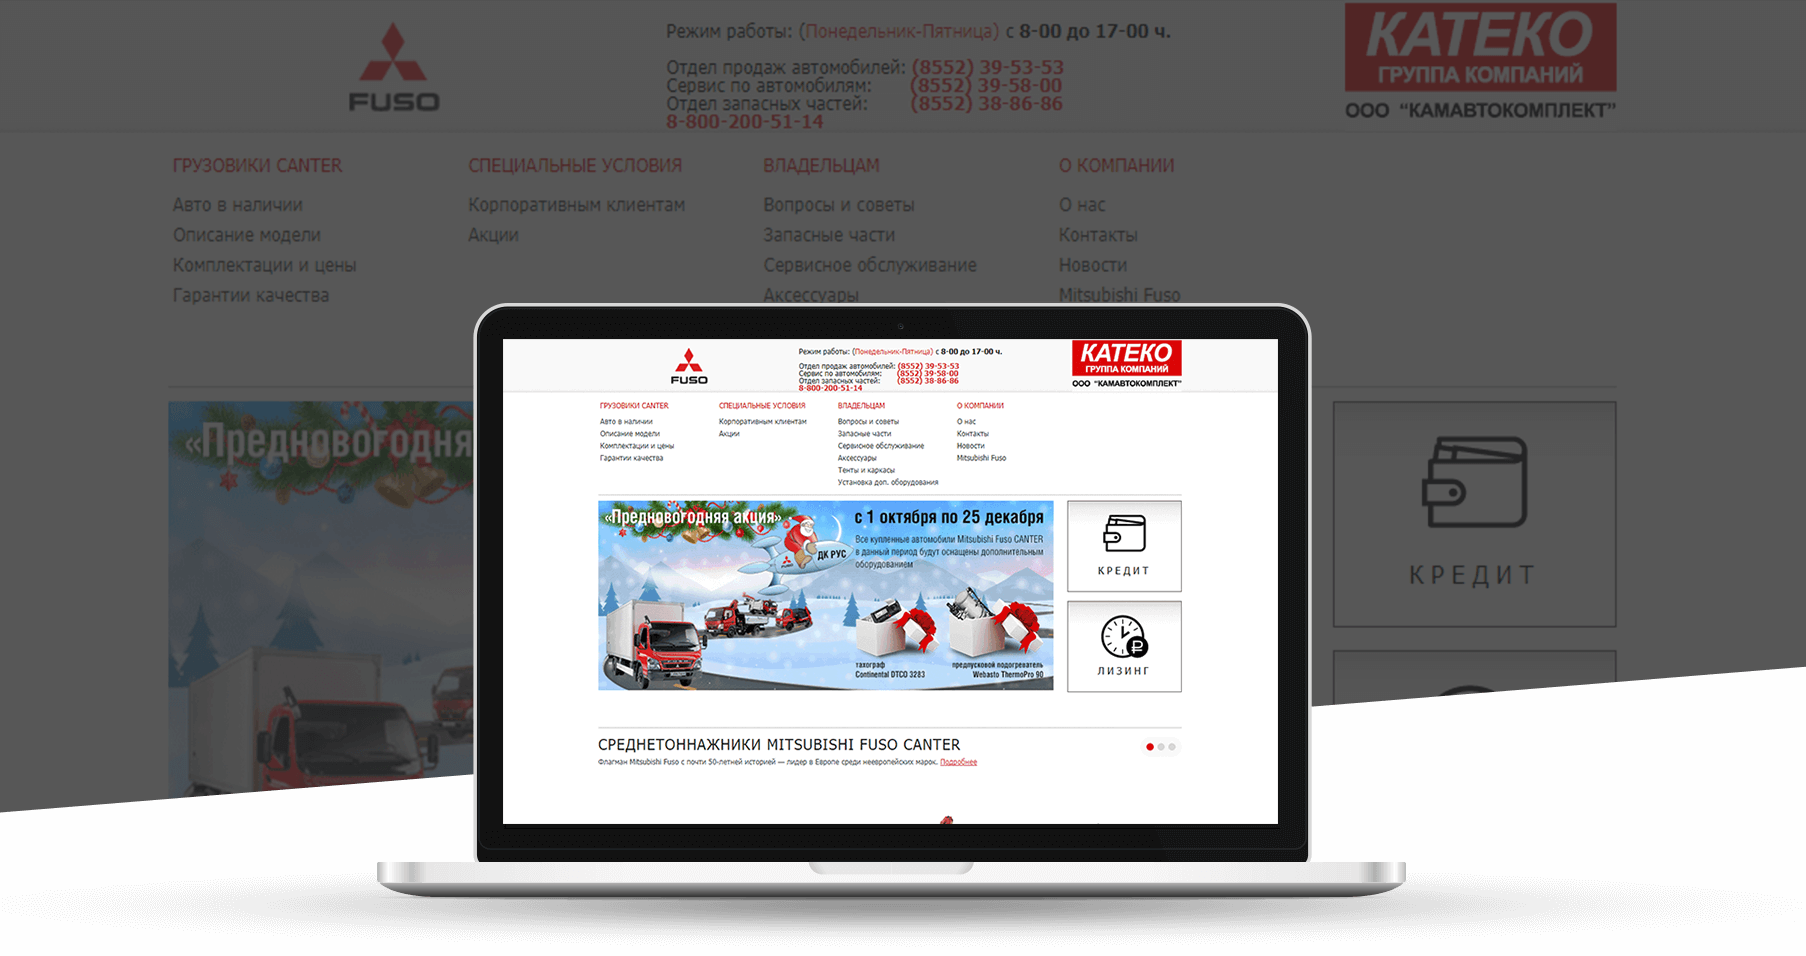 FUSO
Режим работы: (Понедельник-Пятница) с 8-00 до 17-00 ч.
Отдел продаж автомобилей: (8552) 39-53-53
Сервис по автомобилям: (8552) 39-58-00
Отдел запасных частей: (8552) 38-86-86
8-800-200-51-14
КАТЕКО
ГРУППА КОМПАНИЙ
ООО "КАМАВТОКОМПЛЕКТ"
ГРУЗОВИКИ CANTER
Авто в наличии
Описание модели
Комплектации и цены
Гарантии качества
СПЕЦИАЛЬНЫЕ УСЛОВИЯ
Корпоративным клиентам
Акции
ВЛАДЕЛЬЦАМ
Вопросы и советы
Запасные части
Сервисное обслуживание
Аксессуары
О КОМПАНИИ
О нас
Контакты
Новости
Mitsubishi Fuso
«Предновогодняя
КРЕДИТ
FUSO
Режим работы: (Понедельник-Пятница) с 8-00 до 17-00 ч.
Отдел продаж автомобилей: (8552) 39-53-53
Сервис по автомобилям: (8552) 39-58-00
Отдел запасных частей: (8552) 38-86-86
8-800-200-51-14
КАТЕКО
ГРУППА КОМПАНИЙ
ООО "КАМАВТОКОМПЛЕКТ"
ГРУЗОВИКИ CANTER
Авто в наличии
Описание модели
Комплектации и цены
Гарантии качества
СПЕЦИАЛЬНЫЕ УСЛОВИЯ
Корпоративным клиентам
Акции
ВЛАДЕЛЬЦАМ
Вопросы и советы
Запасные части
Сервисное обслуживание
Аксессуары
Тенты и каркасы
Установка доп. оборудования
О КОМПАНИИ
О нас
Контакты
Новости
Mitsubishi Fuso
«Предновогодняя акция»
с 1 октября по 25 декабря
Все купленные автомобили Mitsubishi Fuso CANTER
в данный период будут оснащены дополнительным
оборудованием
ДК РУС
тахограф
Continental DTCO 3283
предпусковой подогреватель
Webasto ThermoPro 90
КРЕДИТ
ЛИЗИНГ
СРЕДНЕТОННАЖНИКИ MITSUBISHI FUSO CANTER
Флагман Mitsubishi Fuso с почти 50-летней историей — лидер в Европе среди неевропейских марок. Подробнее